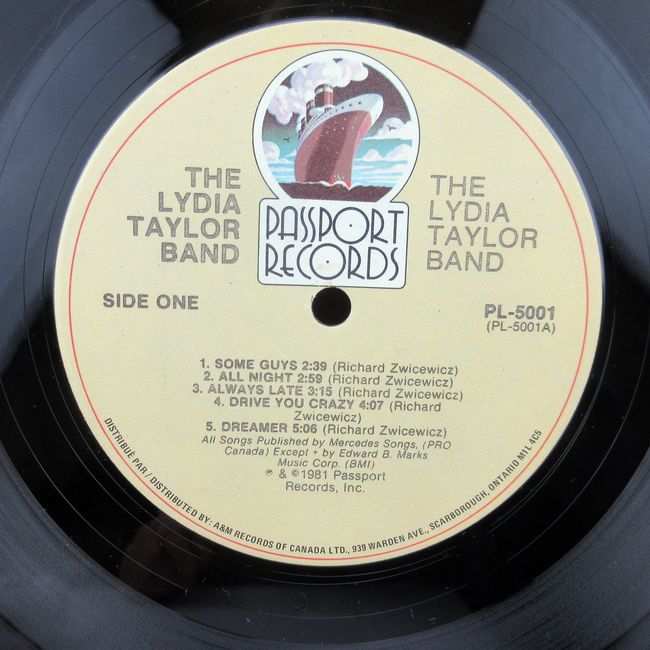 PASSPORT
RECORDS
THE
LYDIA
TAYLOR
BAND
THE
LYDIA
TAYLOR
BAND
SIDE ONE
PL-5001
(PL-5001A)
1. SOME GUYS 2:39 (Richard Zwicewicz)
2. ALL NIGHT 2:59 (Richard Zwicewicz)
3. ALWAYS LATE 3:15 (Richard Zwicewicz)
4. DRIVE YOU CRAZY 4:07 (Richard
Zwicewicz)
5. DREAMER 5:06 (Richard Zwicewicz)
All Songs Published by Mercedes Songs, (PRO
Canada) Except + by Edward B. Marks
Music Corp. (BMI)
℗ & ©1981 Passport
Records, Inc.
DISTRIBUÉ PAR / DISTRIBUTED BY: A&M RECORDS OF CANADA LTD., 939 WARDEN AVE., SCARBOROUGH, ONTARIO M1L 4C5